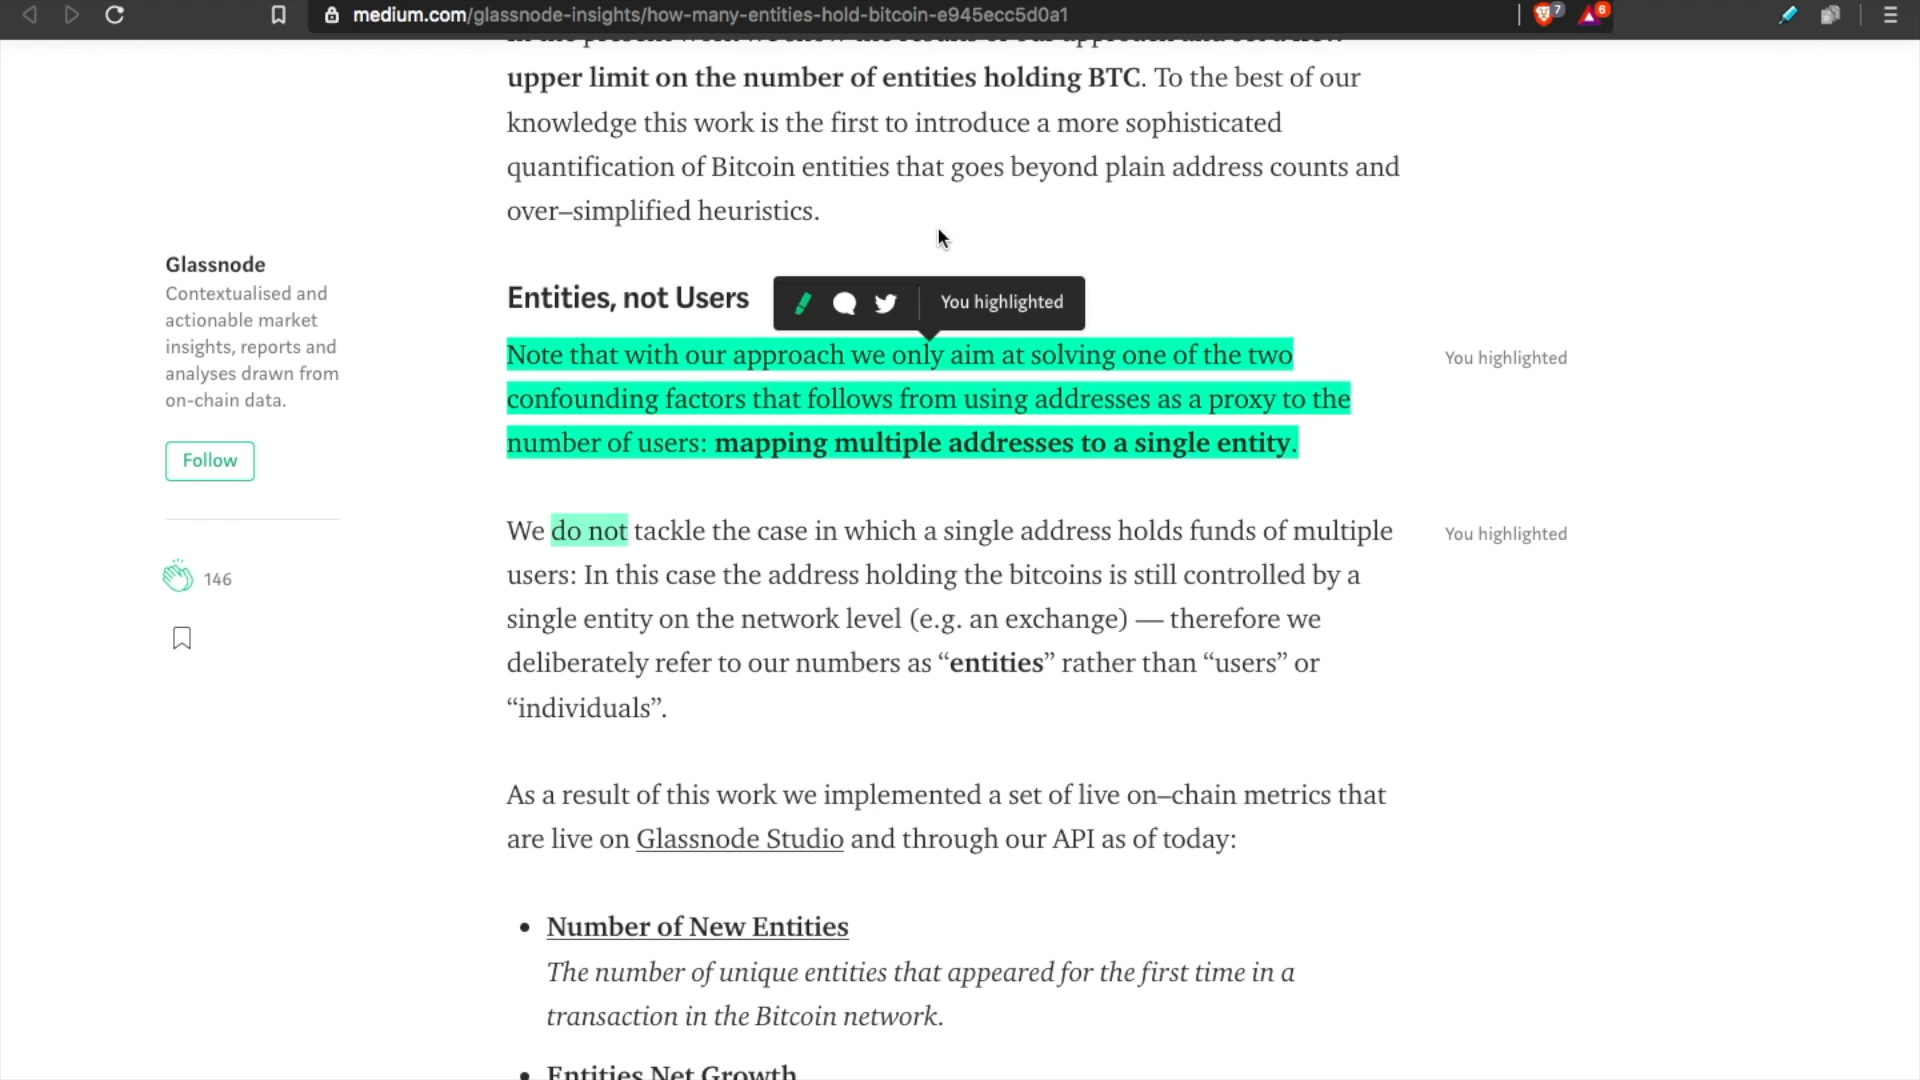 medium.com/glassnode-insights/how-many-entities-hold-bitcoin-e945ecc5d0a1
7
6
upper limit on the number of entities holding BTC. To the best of our
knowledge this work is the first to introduce a more sophisticated
quantification of Bitcoin entities that goes beyond plain address counts and
over–simplified heuristics.
Glassnode
Contextualised and
actionable market
insights, reports and
analyses drawn from
on-chain data.
Follow
146
Entities, not Users
You highlighted
Note that with our approach we only aim at solving one of the two
confounding factors that follows from using addresses as a proxy to the
number of users: mapping multiple addresses to a single entity.
You highlighted
We do not tackle the case in which a single address holds funds of multiple
users: In this case the address holding the bitcoins is still controlled by a
single entity on the network level (e.g. an exchange) — therefore we
deliberately refer to our numbers as “entities” rather than “users” or
“individuals”.
You highlighted
As a result of this work we implemented a set of live on–chain metrics that
are live on Glassnode Studio and through our API as of today:
• Number of New Entities
The number of unique entities that appeared for the first time in a
transaction in the Bitcoin network.
• Entities Net Growth